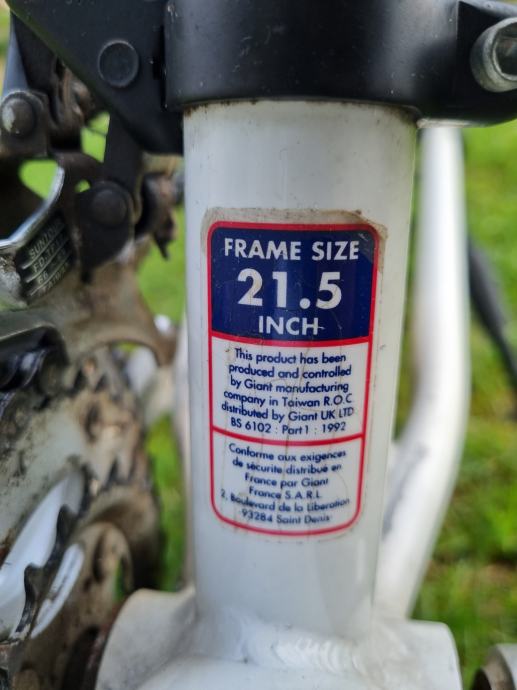 FRAME SIZE
21.5
INCH
This product has been
produced and controlled
by Giant manufacturing
company in Taiwan R.O.C
distributed by Giant UK LTD
BS 6102 : Part 1 : 1992
Conforme aux exigences
de sécurite distribué en
France par Giant
France S.A.R.L
2, Boulevard de la Liberation
93284 Saint Denis